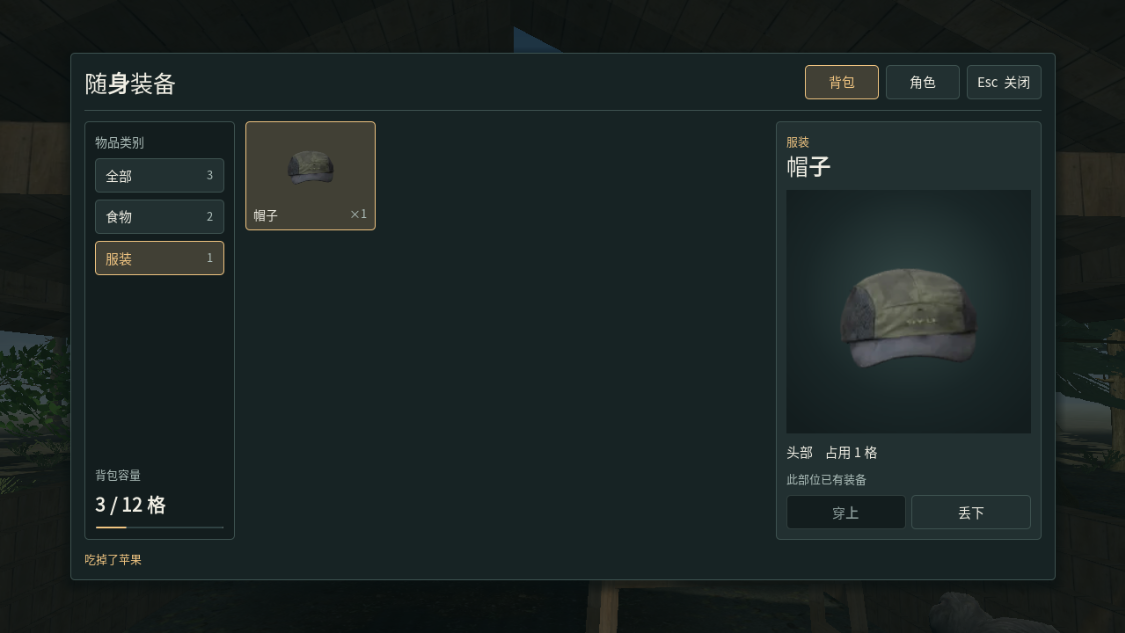 随身装备
背包
角色
Esc 关闭
物品类别
全部 3
食物 2
服装 1
背包容量
3 / 12 格
帽子 ×1
服装
帽子
头部 占用 1 格
此部位已有装备
穿上
丢下
吃掉了苹果